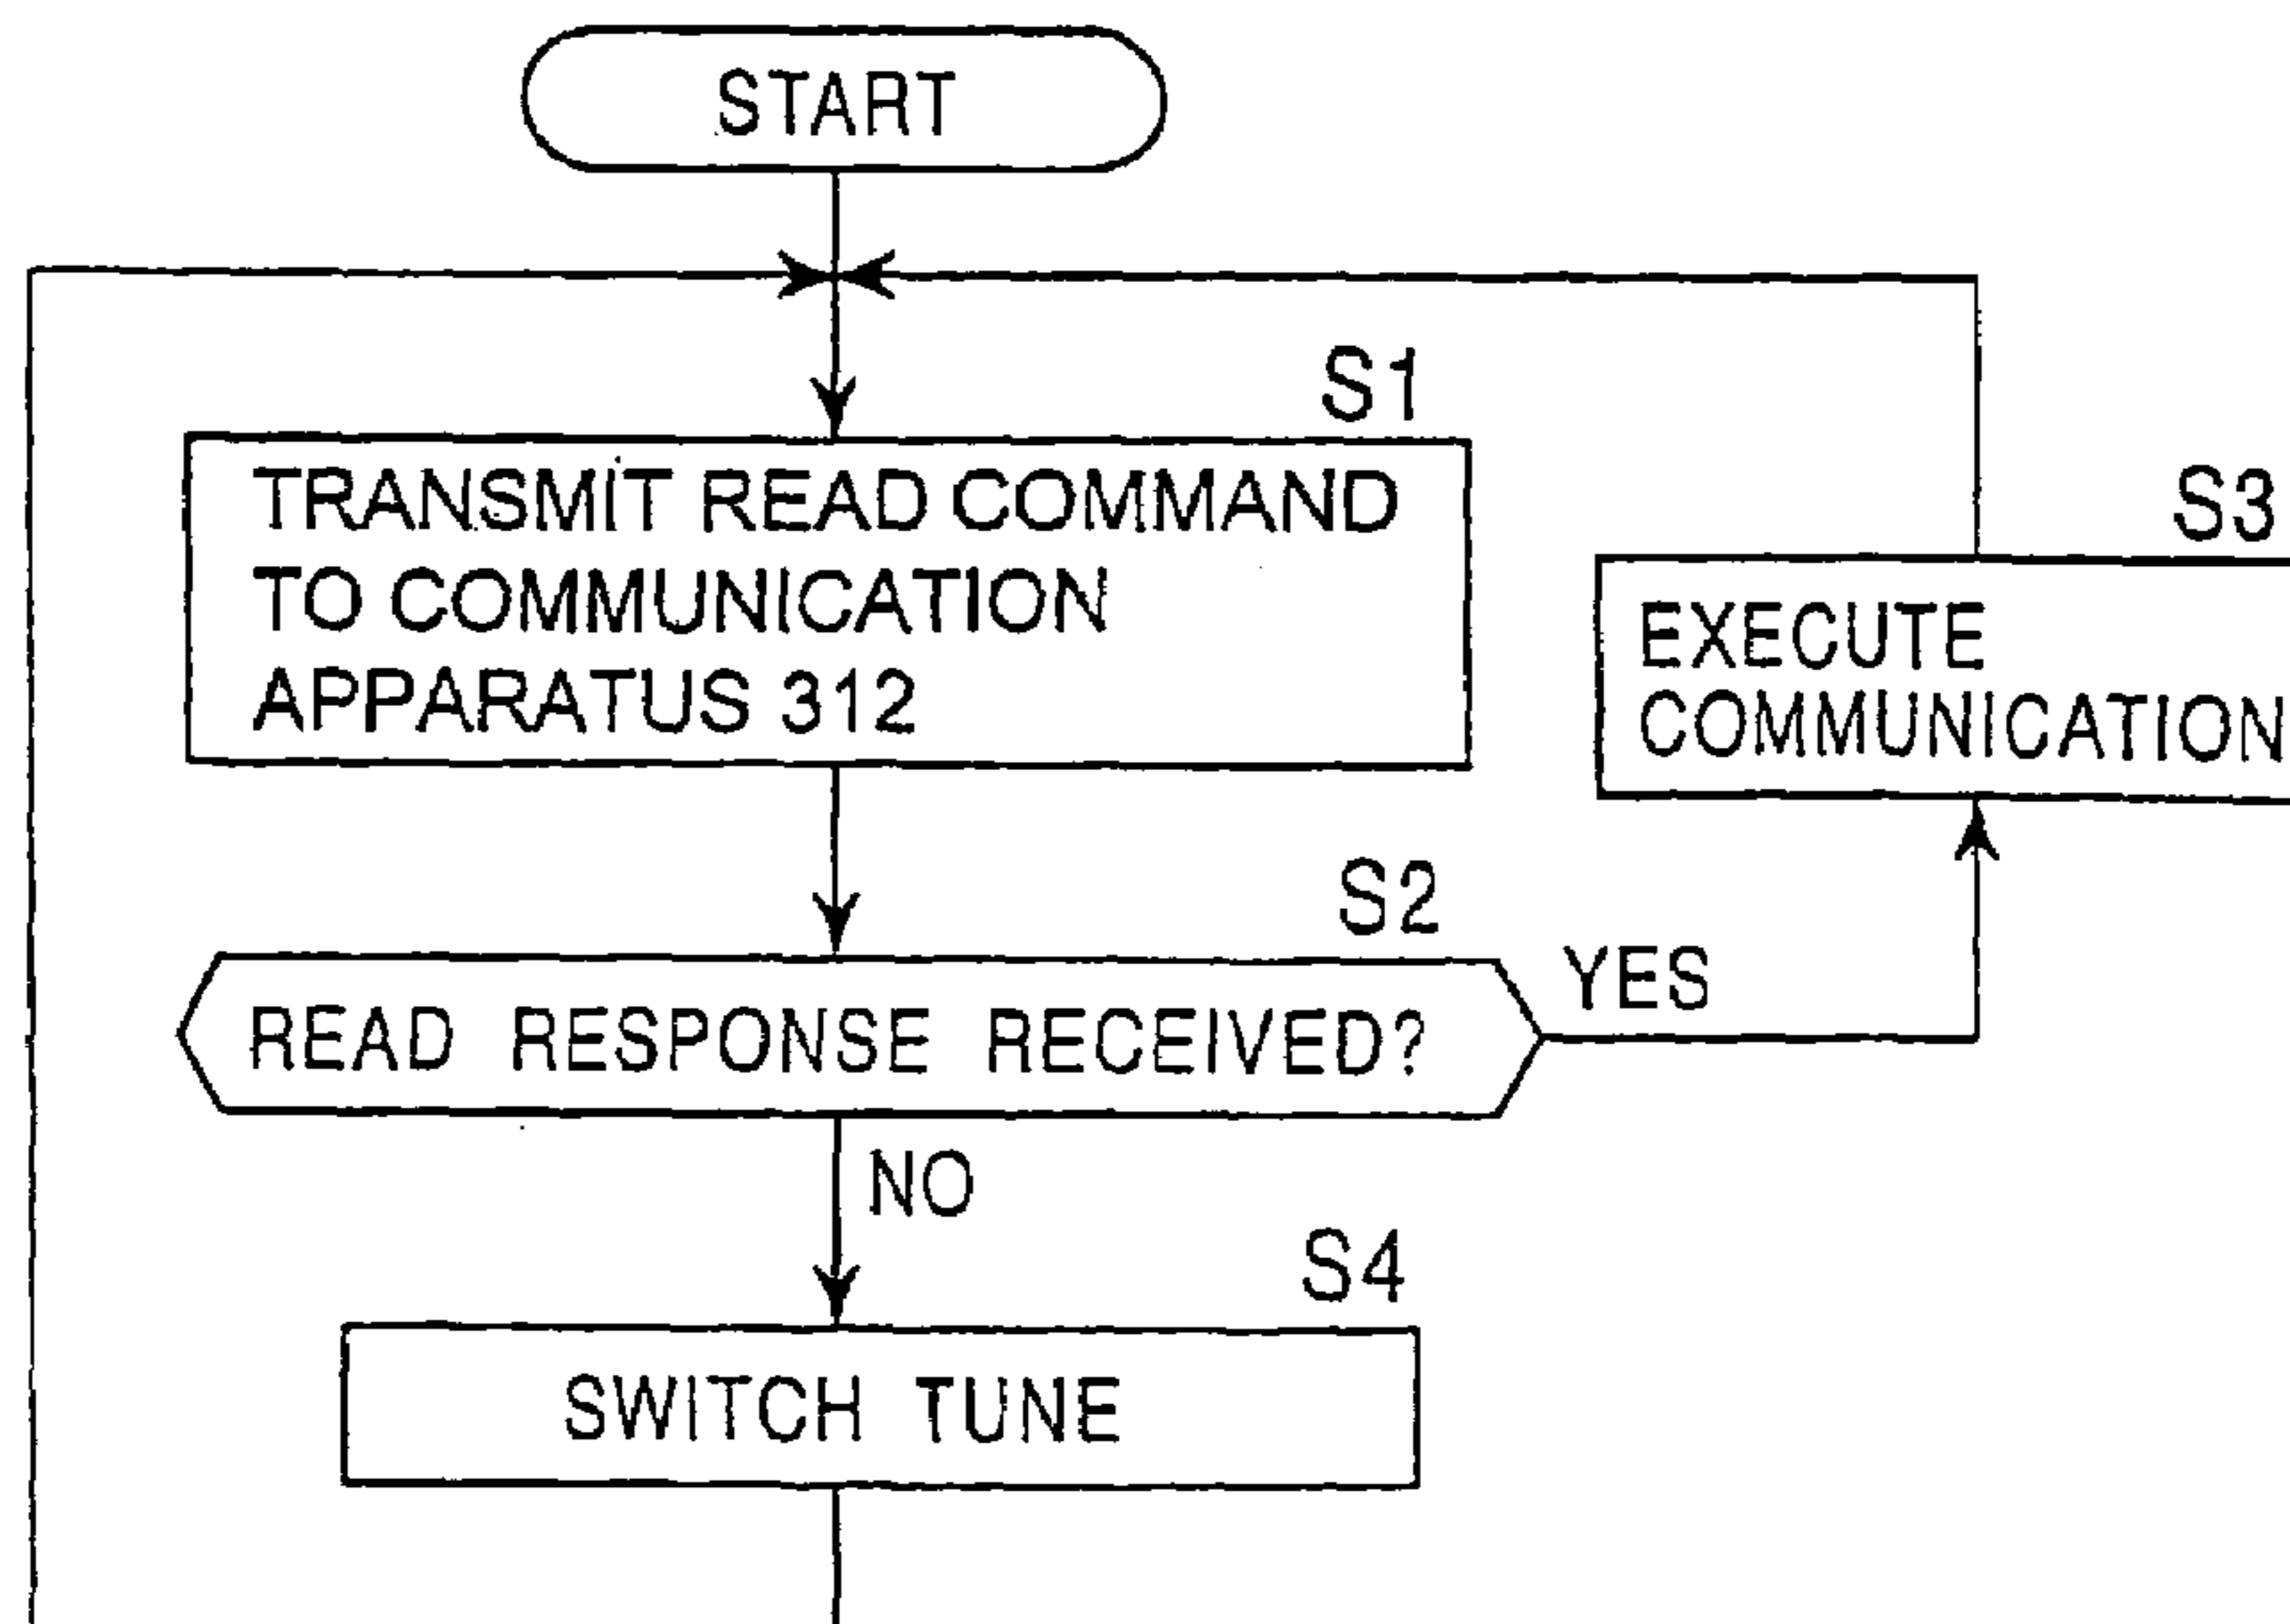 START
S1
TRANSMIT READ COMMAND
TO COMMUNICATION
APPARATUS 312
S3
EXECUTE
COMMUNICATION
S2
READ RESPONSE RECEIVED?
YES
NO
S4
SWITCH TUNE